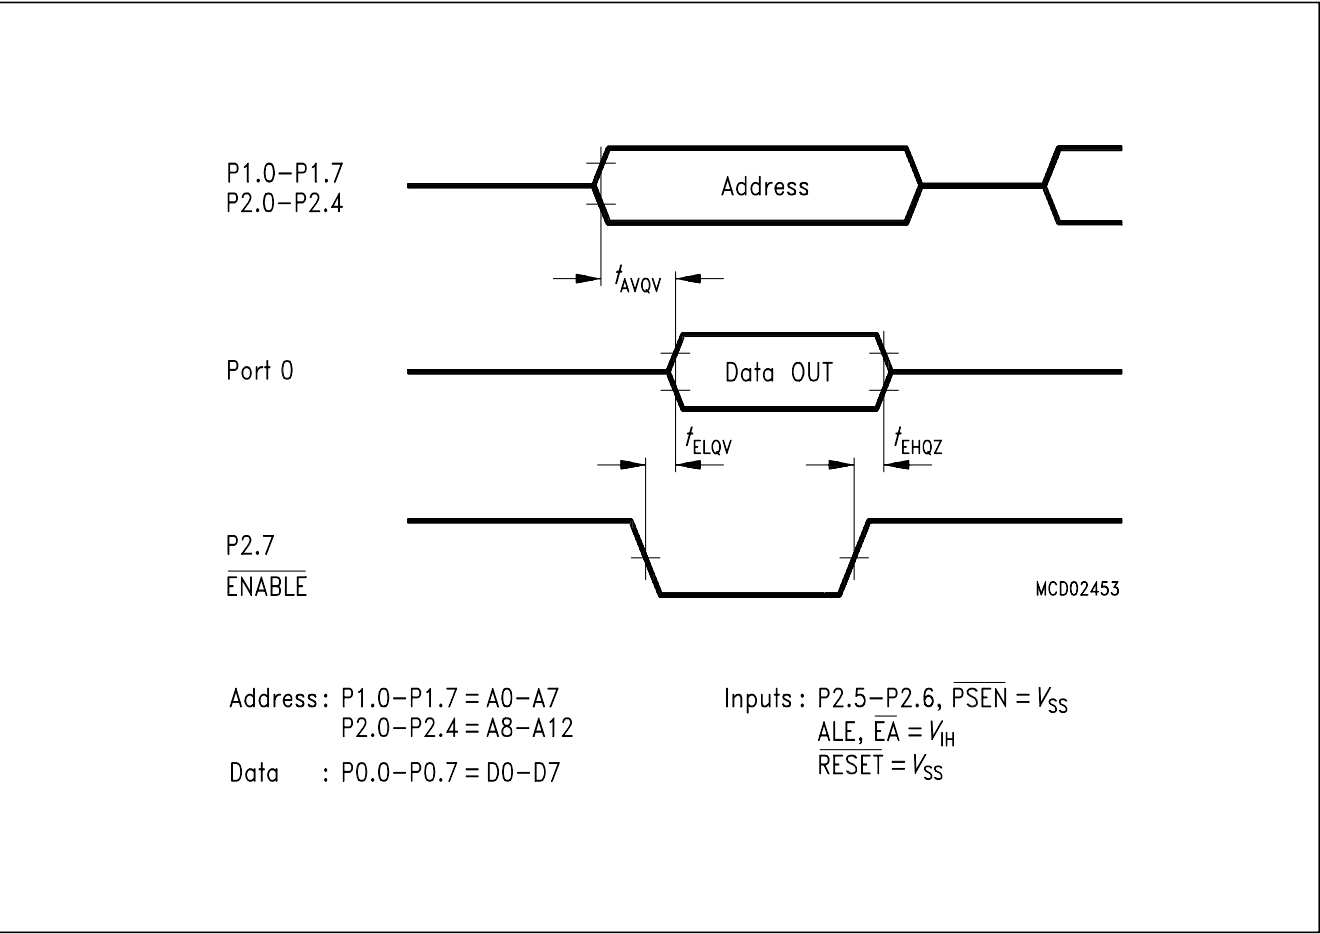 P1.0–P1.7
P2.0–P2.4
Address
tAVQV
Port 0
Data OUT
tELQV
tEHQZ
P2.7
ENABLE
MCD02453
Address: P1.0–P1.7 = A0–A7
P2.0–P2.4 = A8–A12
Data : P0.0–P0.7 = D0–D7
Inputs: P2.5–P2.6, PSEN = VSS
ALE, EA = VIH
RESET = VSS